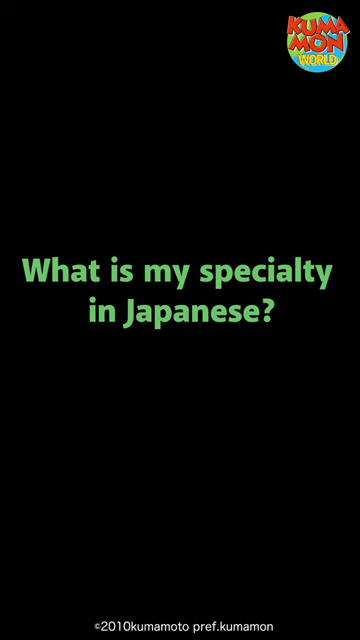 KUMA
MON
WORLD
What is my specialty
in Japanese?
©2010kumamoto pref.kumamon